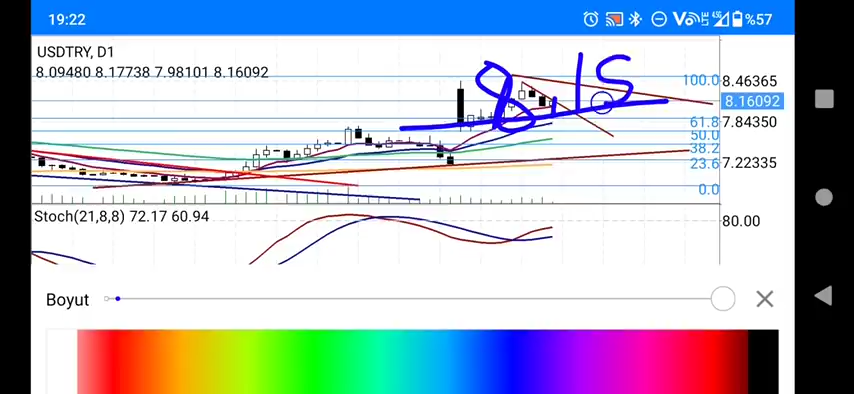 19:22
%57
USDTRY, D1
8.09480 8.17738 7.98101 8.16092
8.15
100.0 8.46365
8.16092
61.8 7.84350
50.0
38.2
23.6 7.22335
0.0
Stoch(21,8,8) 72.17 60.94
80.00
Boyut